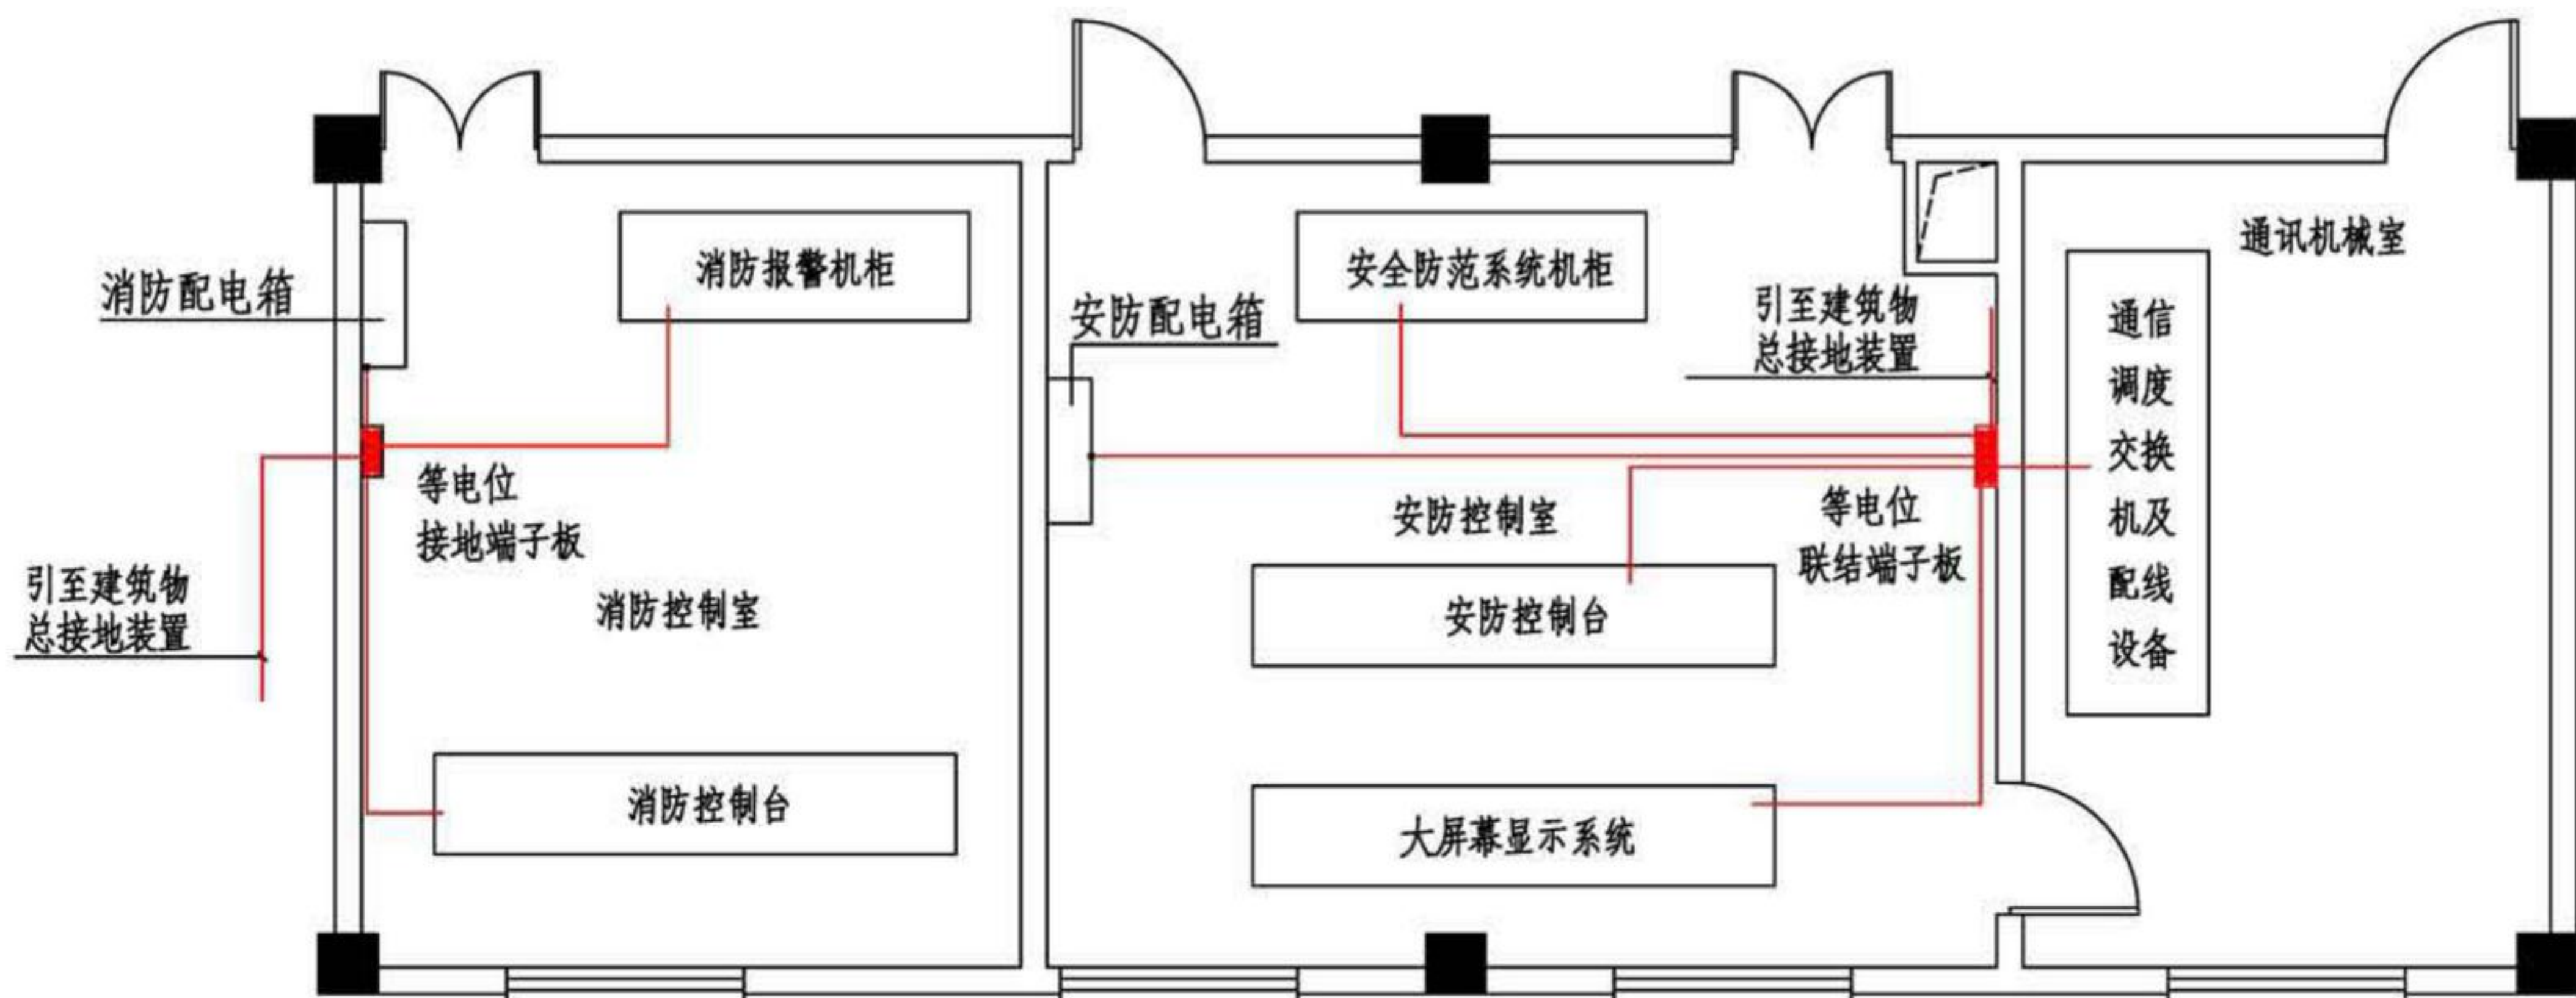 消防配电箱
消防报警机柜
等电位
接地端子板
引至建筑物
总接地装置
消防控制室
消防控制台
安防配电箱
安全防范系统机柜
引至建筑物
总接地装置
安防控制室
等电位
联结端子板
安防控制台
大屏幕显示系统
通讯机械室
通信
调度
交换
机及
配线
设备